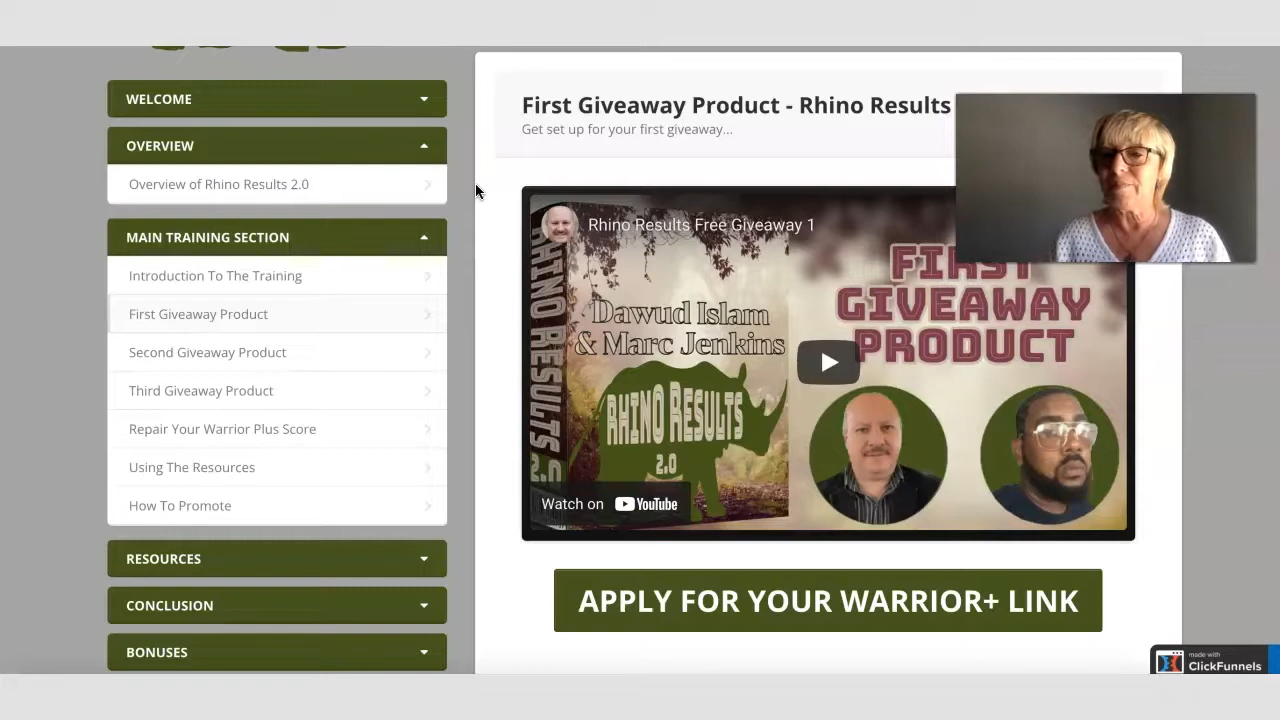 WELCOME
OVERVIEW
Overview of Rhino Results 2.0
MAIN TRAINING SECTION
Introduction To The Training
First Giveaway Product
Second Giveaway Product
Third Giveaway Product
Repair Your Warrior Plus Score
Using The Resources
How To Promote
RESOURCES
CONCLUSION
BONUSES
First Giveaway Product - Rhino Results
Get set up for your first giveaway...
Rhino Results Free Giveaway 1
RHINO RESULTS 2.0
Dawud Islam
& Marc Jenkins
RHINO RESULTS
2.0
FIRST
GIVEAWAY
PRODUCT
Watch on YouTube
APPLY FOR YOUR WARRIOR+ LINK
made with
ClickFunnels